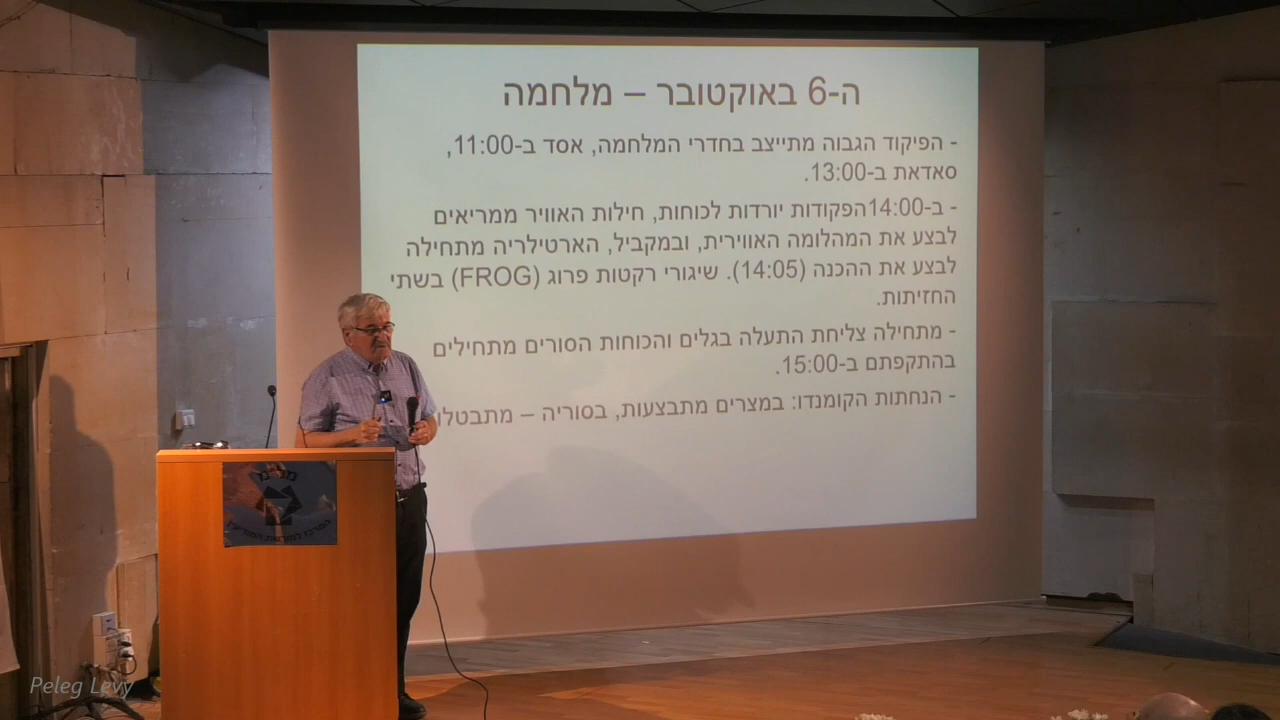 ה-6 באוקטובר – מלחמה
- הפיקוד הגבוה מתייצב בחדרי המלחמה, אסד ב-11:00,
סאדאת ב-13:00.
- ב-14:00הפקודות יורדות לכוחות, חילות האוויר ממריאים
לבצע את המהלומה האווירית, ובמקביל, הארטילריה מתחילה
לבצע את ההכנה (14:05). שיגורי רקטות פרוג (FROG) בשתי
החזיתות.
- מתחילה צליחת התעלה בגלים והכוחות הסורים מתחילים
בהתקפתם ב-15:00.
- הנחתות הקומנדו: במצרים מתבצעות, בסוריה – מתבטלו
המרכז למורשת המודיעין
Peleg Levy